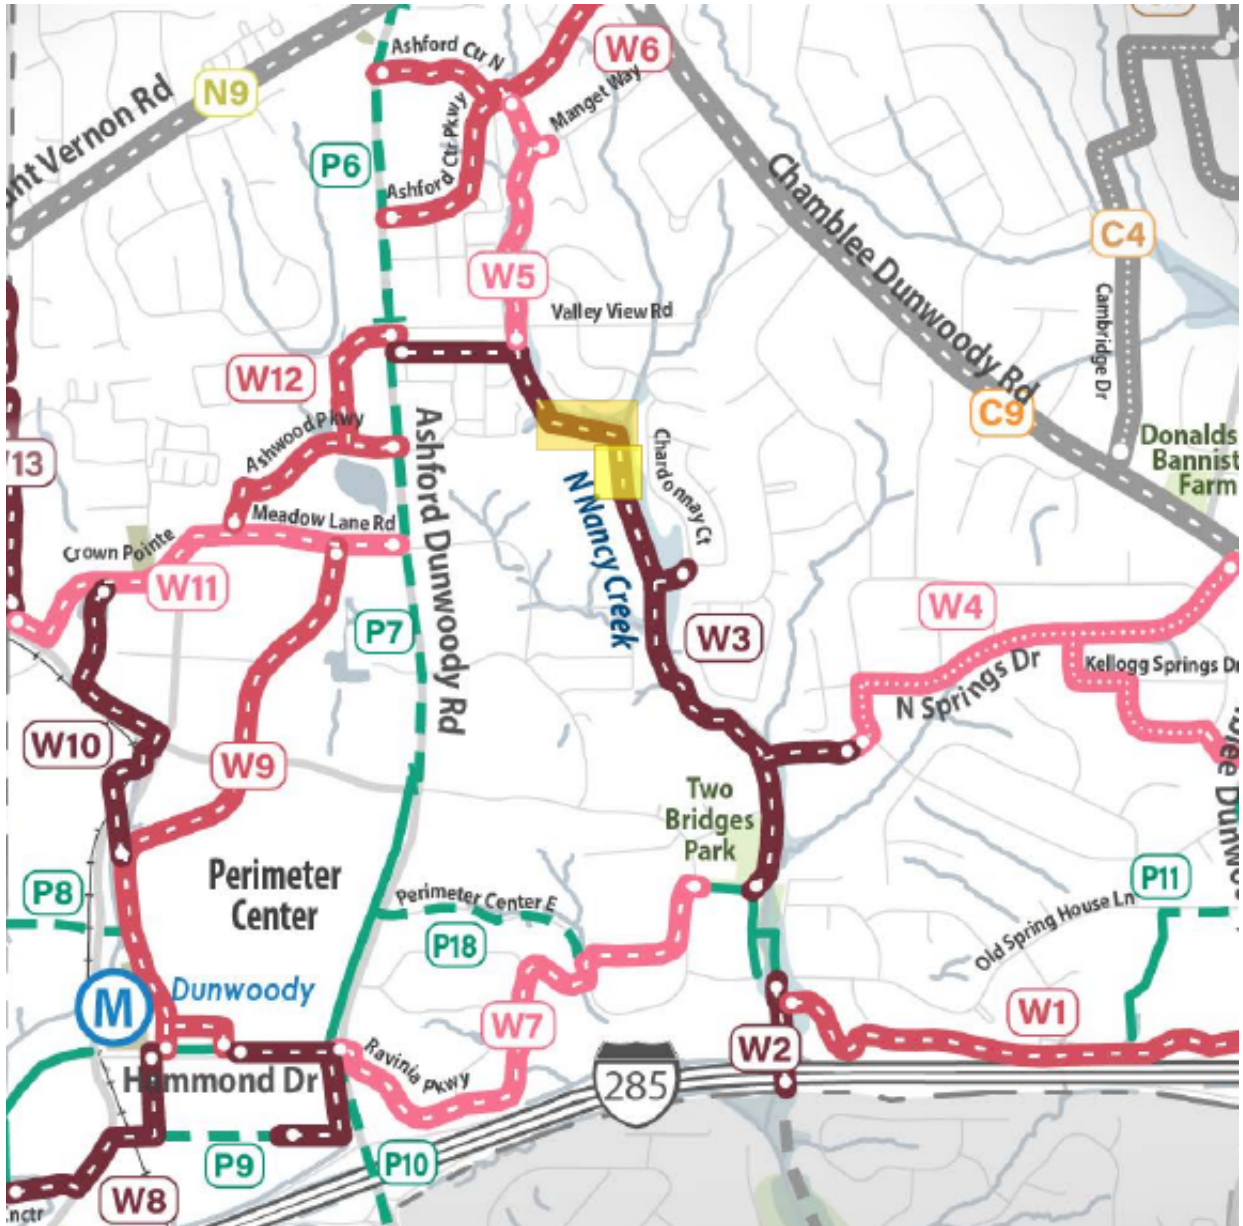 Ashford Ctr N
W6
N9
Manget Way
ant Vernon Rd
P6
Ashford Ctr Pkwy
Chamblee Dunwoody Rd
C4
W5
Valley View Rd
Cambridge Dr
W12
C9
Ashwood Pkwy
Ashford Dunwoody Rd
Chardonnay Ct
Donalds
Bannist
Farm
13
N Nancy Creek
Meadow Lane Rd
Crown Pointe
W11
P7
W3
W4
N Springs Dr
Kellogg Springs Dr
W10
W9
blee Dunwoo
Two
Bridges
Park
Perimeter
Center
P8
Perimeter Center E
P11
P18
Old Spring House Ln
M
Dunwoody
W7
W1
W2
Hammond Dr
Ravinia Pkwy
285
P9
P10
W8
nctr